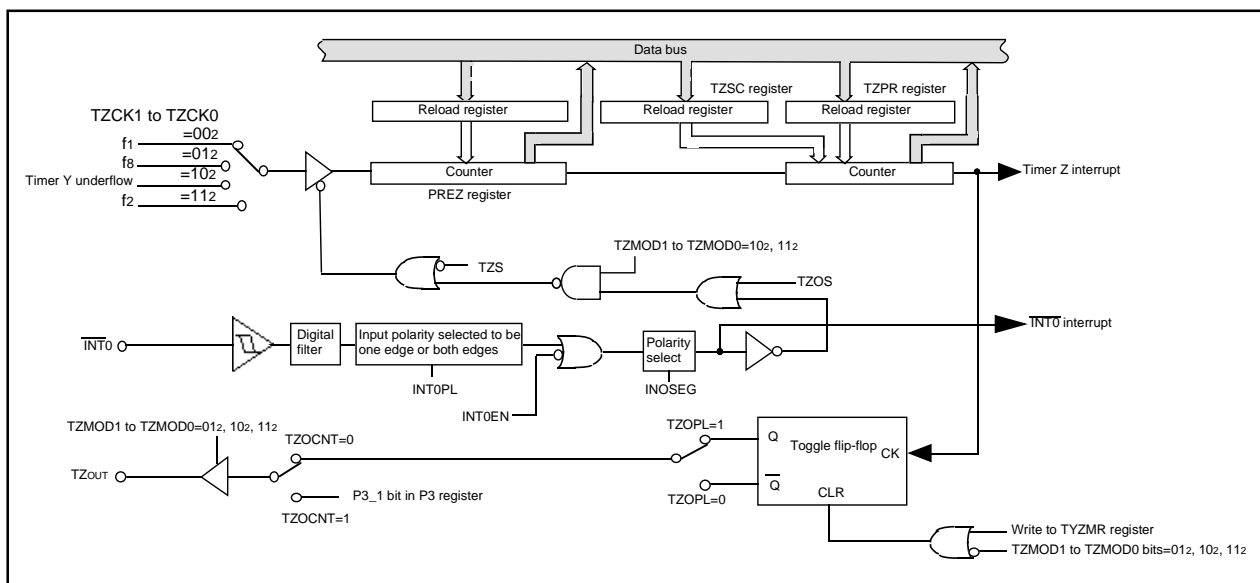 Data bus
TZSC register
TZPR register
Reload register
Reload register
Reload register
TZCK1 to TZCK0
=002
f1
=012
f8
Timer Y underflow
=102
f2
=112
Counter
Counter
PREZ register
Timer Z interrupt
TZMOD1 to TZMOD0=102, 112
TZS
TZOS
INT0
Digital
filter
Input polarity selected to be
one edge or both edges
Polarity
select
INT0 interrupt
INT0PL
INOSEG
INT0EN
TZMOD1 to TZMOD0=012, 102, 112
TZOCNT=0
TZOPL=1
Q
Toggle flip-flop
CK
TZOUT
P3_1 bit in P3 register
TZOCNT=1
TZOPL=0
Q
CLR
Write to TYZMR register
TZMOD1 to TZMOD0 bits=012, 102, 112